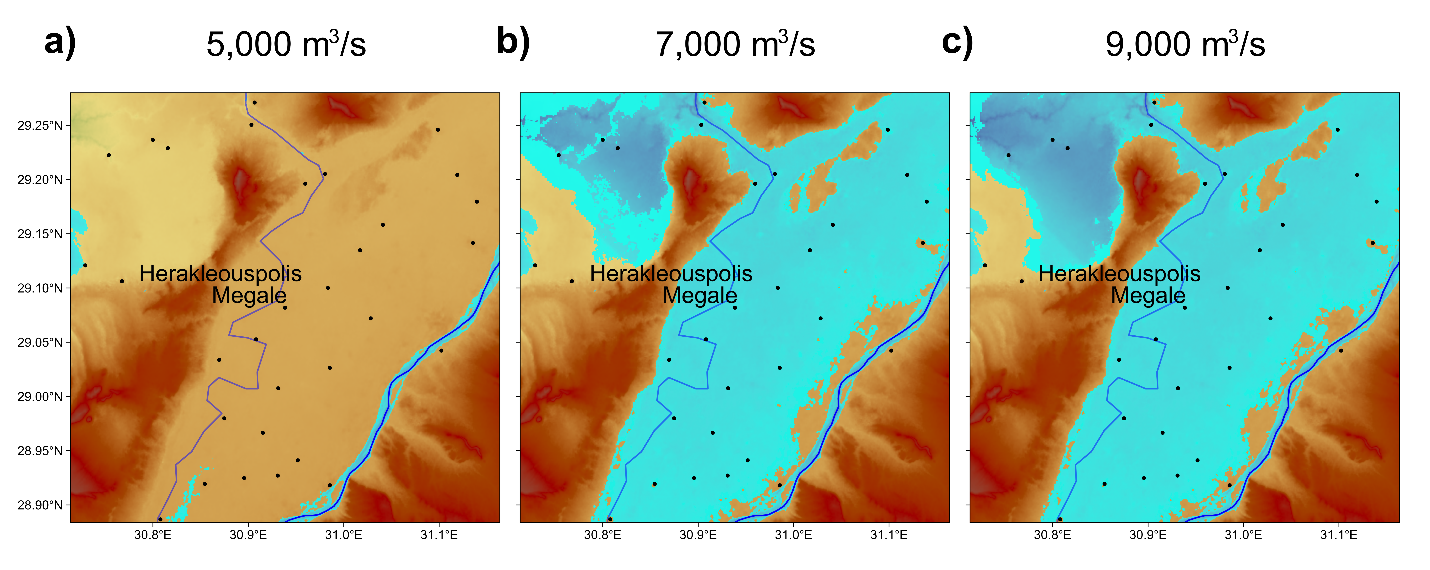 a) 5,000 m³/s b) 7,000 m³/s c) 9,000 m³/s
29.25°N
29.20°N
29.15°N
29.10°N
29.05°N
29.00°N
28.95°N
28.90°N
Herakleouspolis
Megale
Herakleouspolis
Megale
Herakleouspolis
Megale
30.8°E 30.9°E 31.0°E 31.1°E 30.8°E 30.9°E 31.0°E 31.1°E 30.8°E 30.9°E 31.0°E 31.1°E